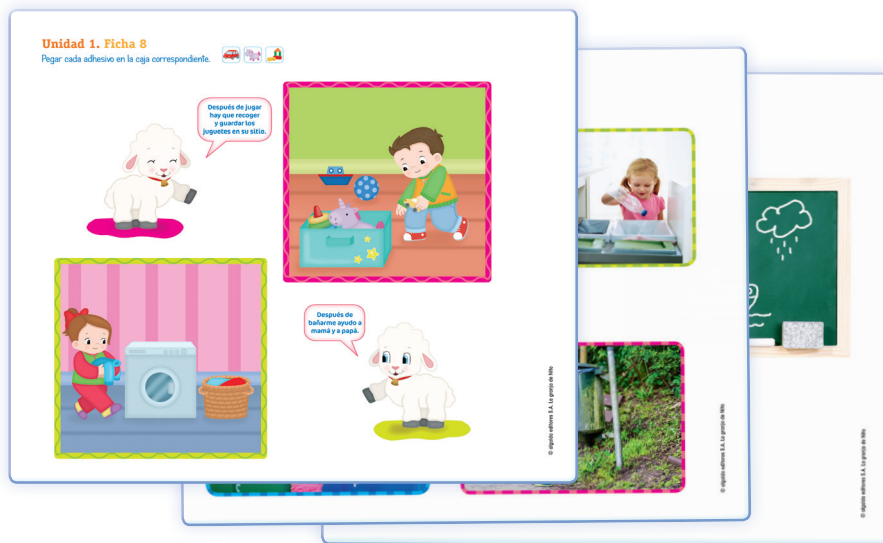 Unidad 1. Ficha 8
Pegar cada adhesivo en la caja correspondiente.
Después de jugar
hay que recoger
y guardar los
juguetes en su sitio.
Después de
bañarme ayudo a
mamá y a papá.
© algaida editores S.A. La granja de Nito
© algaida editores S.A. La granja de Nito
© algaida editores S.A. La granja de Nito